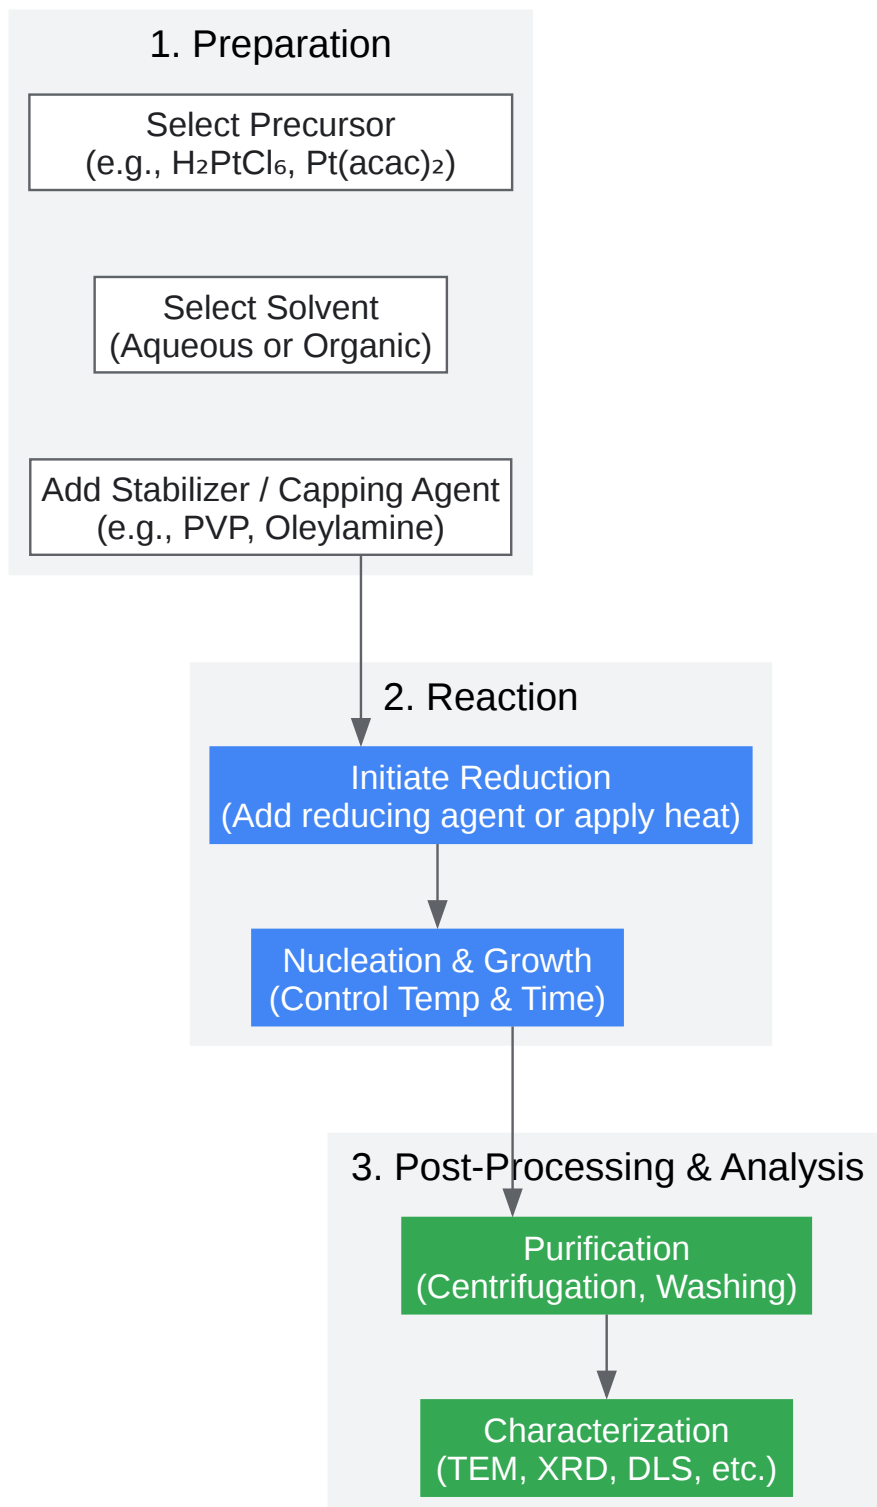 1. Preparation
Select Precursor
(e.g., H₂PtCl₆, Pt(acac)₂)
Select Solvent
(Aqueous or Organic)
Add Stabilizer / Capping Agent
(e.g., PVP, Oleylamine)
2. Reaction
Initiate Reduction
(Add reducing agent or apply heat)
Nucleation & Growth
(Control Temp & Time)
3. Post-Processing & Analysis
Purification
(Centrifugation, Washing)
Characterization
(TEM, XRD, DLS, etc.)